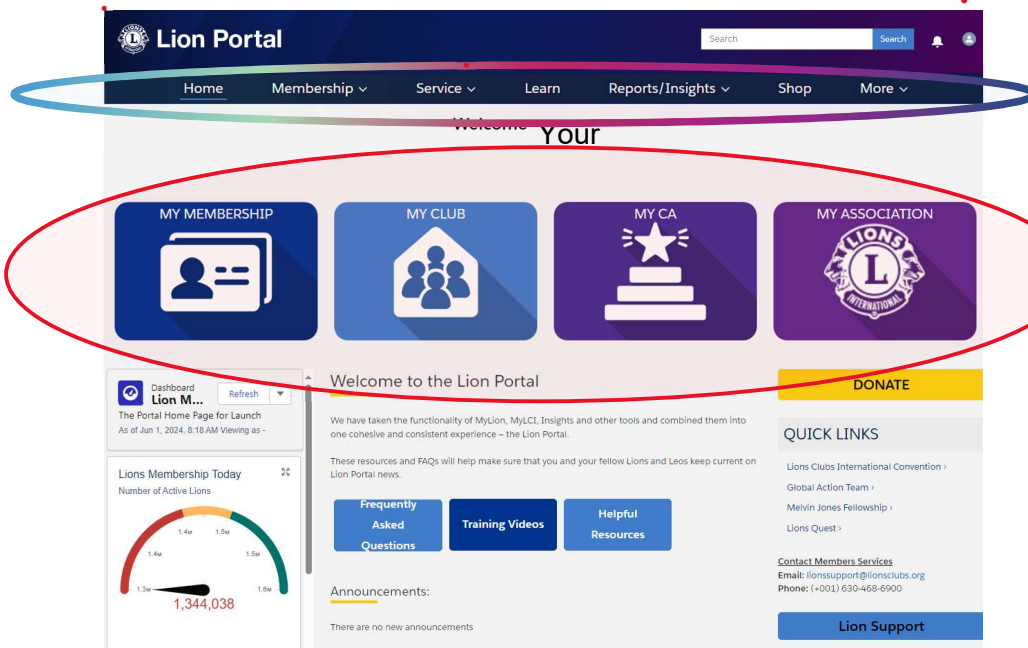 Lion Portal
Search
Search
Home Membership Service Learn Reports/Insights Shop More
Welcome Your
MY MEMBERSHIP
MY CLUB
MY CA
MY ASSOCIATION
LIONS
L
INTERNATIONAL
Dashboard
Lion M...
Refresh
The Portal Home Page for Launch
As of Jun 1, 2024, 8:18 AM Viewing as -
Lions Membership Today
Number of Active Lions
1.3M
1.4M
1.4M
1.5M
1.5M
1.6M
1,344,038
Welcome to the Lion Portal
We have taken the functionality of MyLion, MyLCI, Insights and other tools and combined them into
one cohesive and consistent experience – the Lion Portal.
These resources and FAQs will help make sure that you and your fellow Lions and Leos keep current on
Lion Portal news.
Frequently
Asked
Questions
Training Videos
Helpful
Resources
Announcements:
There are no new announcements
DONATE
QUICK LINKS
Lions Clubs International Convention ›
Global Action Team ›
Melvin Jones Fellowship ›
Lions Quest ›
Contact Members Services
Email: lionssupport@lionsclubs.org
Phone: (+001) 630-468-6900
Lion Support